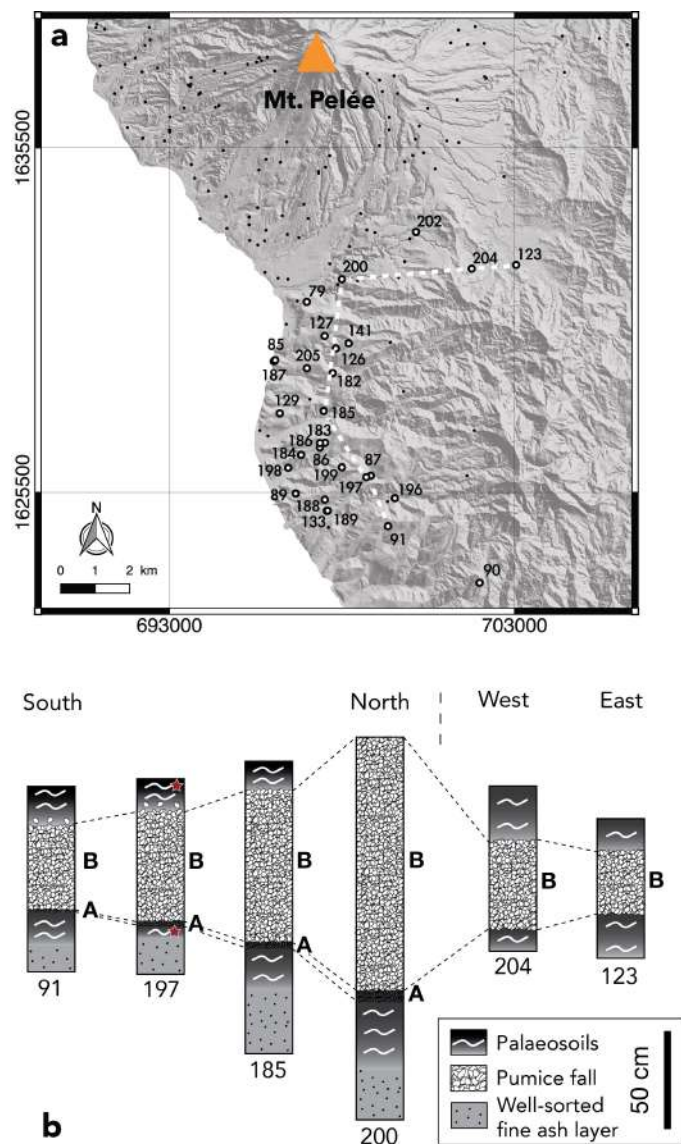 a
Mt. Pelée
1635500
202
204
123
200
79
127
141
126
85
205
187
182
129
185
183
186
184
86
87
198
199
197
196
89
188
189
133
91
90
1625500
N
0 1 2 km
693000
703000
South
North
West
East
B
B
B
B
B
B
A
A
A
A
91
197
185
200
204
123
Palaeosoils
Pumice fall
Well-sorted
fine ash layer
50 cm
b